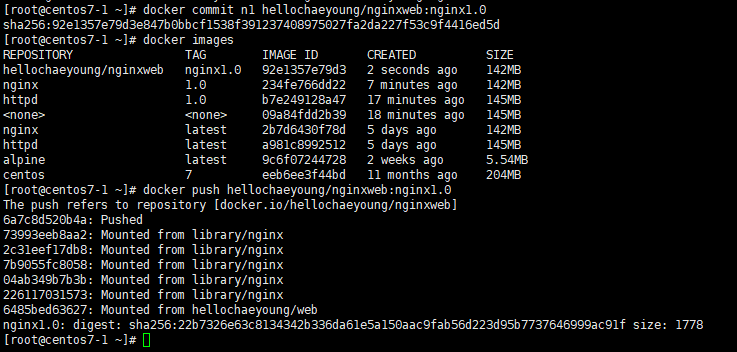 [root@centos7-1 ~]# docker commit n1 hellochaeyoung/nginxweb:nginx1.0
sha256:92e1357e79d3e847b0bbcf1538f391237408975027fa2da227f53c9f4416ed5d
[root@centos7-1 ~]# docker images
REPOSITORY TAG IMAGE ID CREATED SIZE
hellochaeyoung/nginxweb nginx1.0 92e1357e79d3 2 seconds ago 142MB
nginx 1.0 234fe766dd22 7 minutes ago 142MB
httpd 1.0 b7e249128a47 17 minutes ago 145MB
<none> <none> 09a84fdd2b39 18 minutes ago 145MB
nginx latest 2b7d6430f78d 5 days ago 142MB
httpd latest a981c8992512 5 days ago 145MB
alpine latest 9c6f07244728 2 weeks ago 5.54MB
centos 7 eeb6ee3f44bd 11 months ago 204MB
[root@centos7-1 ~]# docker push hellochaeyoung/nginxweb:nginx1.0
The push refers to repository [docker.io/hellochaeyoung/nginxweb]
6a7c8d520b4a: Pushed
73993eeb8aa2: Mounted from library/nginx
2c31eef17db8: Mounted from library/nginx
7b9055fc8058: Mounted from library/nginx
04ab349b7b3b: Mounted from library/nginx
226117031573: Mounted from library/nginx
6485bed63627: Mounted from hellochaeyoung/web
nginx1.0: digest: sha256:22b7326e63c8134342b336da61e5a150aac9fab56d223d95b7737646999ac91f size: 1778
[root@centos7-1 ~]#